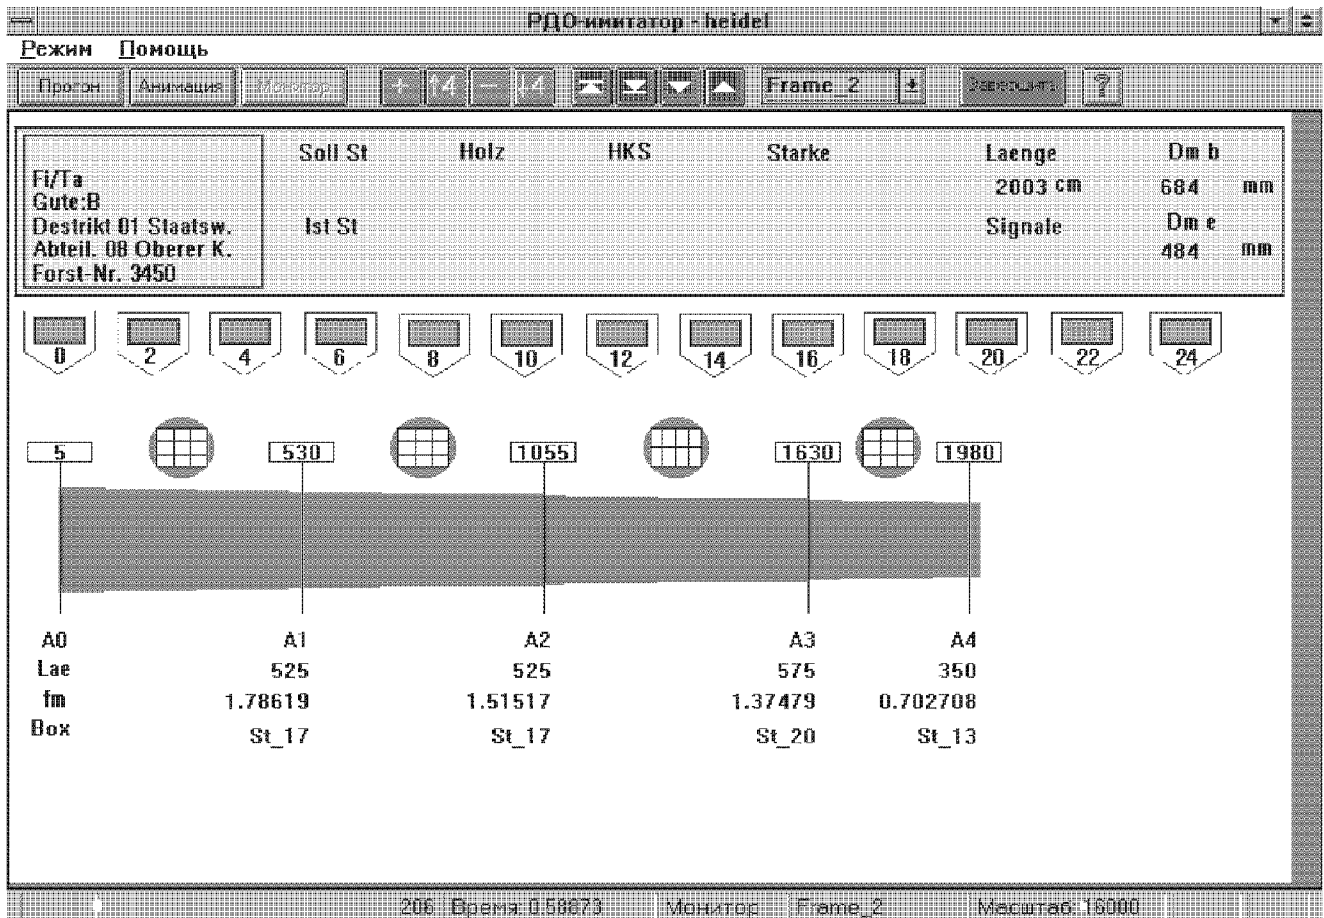 РДО-имитатор - heidel
Режим Помощь
Прогон Анимация Монитор + ↑4 − ↓4 Frame_2 Завершить ?
Soll St Holz HKS Starke Laenge Dm b
Fi/Ta
2003 cm 684 mm
Gute:B
Destrikt 01 Staatsw. Ist St Signale Dm e
Abteil. 08 Oberer K. 484 mm
Forst-Nr. 3450
0 2 4 6 8 10 12 14 16 18 20 22 24
5 530 1055 1630 1980
A0 A1 A2 A3 A4
Lae 525 525 575 350
fm 1.78619 1.51517 1.37479 0.702708
Box St_17 St_17 St_20 St_13
206 Время: 0.58873 Монитор Frame_2 Масштаб: 16000